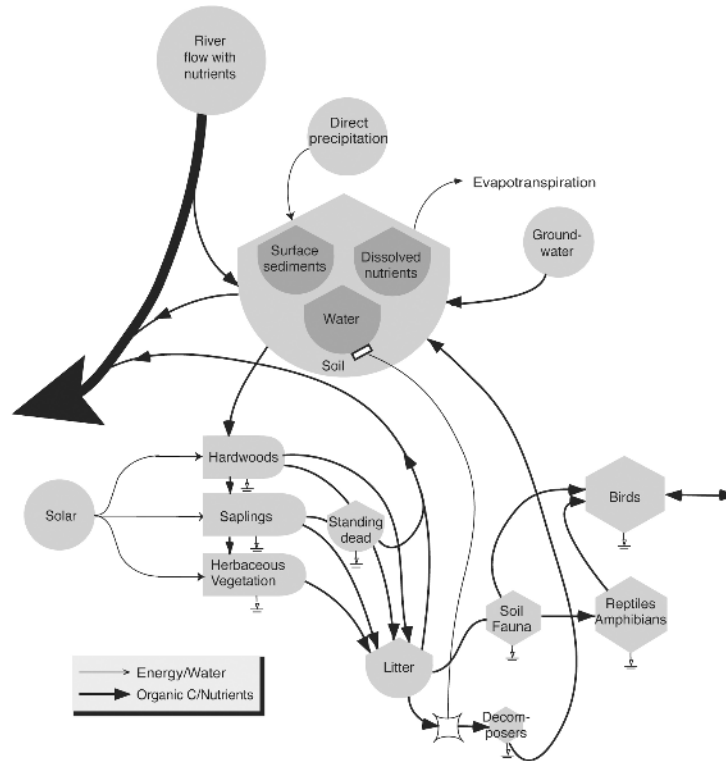 River
flow with
nutrients
Direct
precipitation
Evapotranspiration
Ground-
water
Surface
sediments
Dissolved
nutrients
Water
Soil
Hardwoods
Solar
Saplings
Standing
dead
Birds
Herbaceous
Vegetation
Soil
Fauna
Reptiles
Amphibians
Litter
Energy/Water
Organic C/Nutrients
Decom-
posers